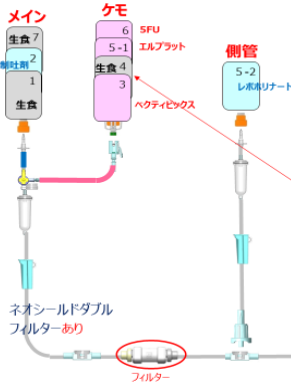 メイン
生食 7
2
制吐剤
1
生食
ケモ
6
5FU
5-1
エルプラット
生食 4
3
ベクティビックス
側管
5-2
レボホリナート
ネオシールドダブル
フィルターあり
フィルター